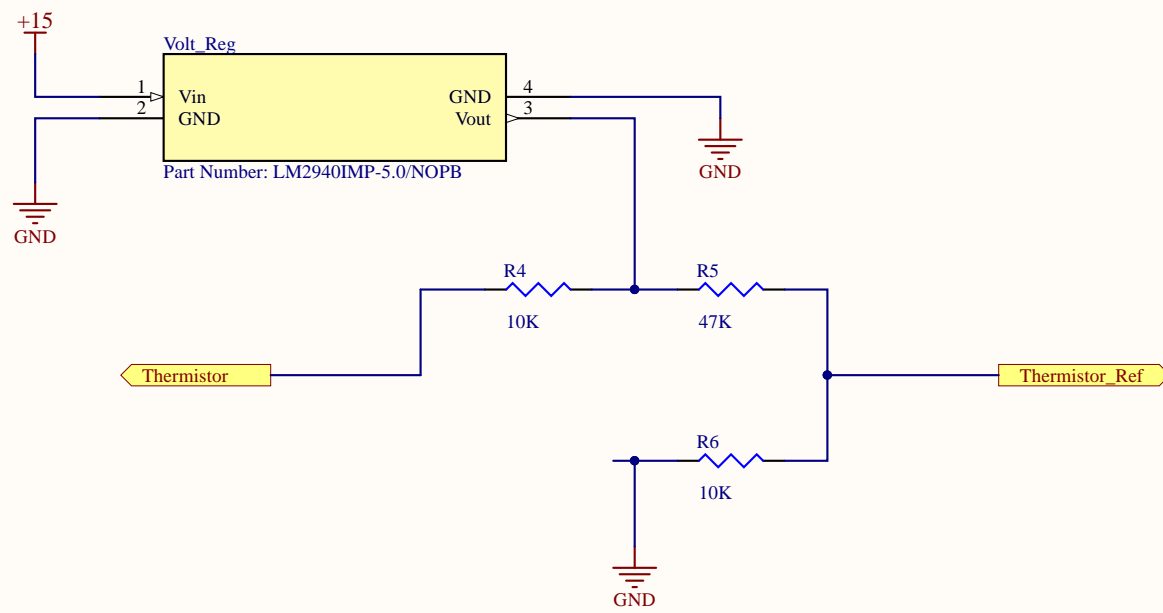 +15
Volt_Reg
1
Vin
GND
4
2
GND
Vout
3
Part Number: LM2940IMP-5.0/NOPB
GND
GND
R4
R5
10K
47K
Thermistor
Thermistor_Ref
R6
10K
GND